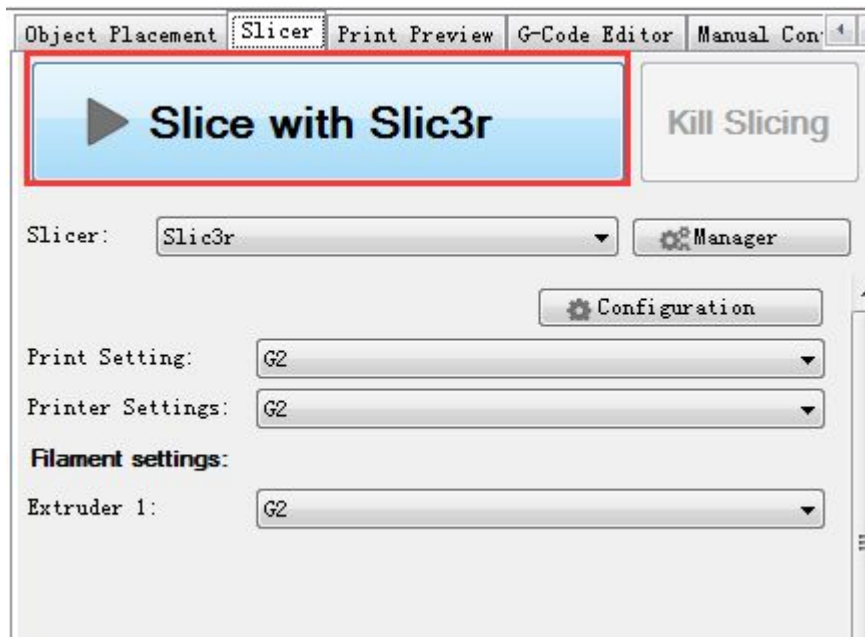 Object Placement Slicer Print Preview G-Code Editor Manual Con
Slice with Slic3r Kill Slicing
Slicer: Slic3r Manager
Configuration
Print Setting: G2
Printer Settings: G2
Filament settings:
Extruder 1: G2